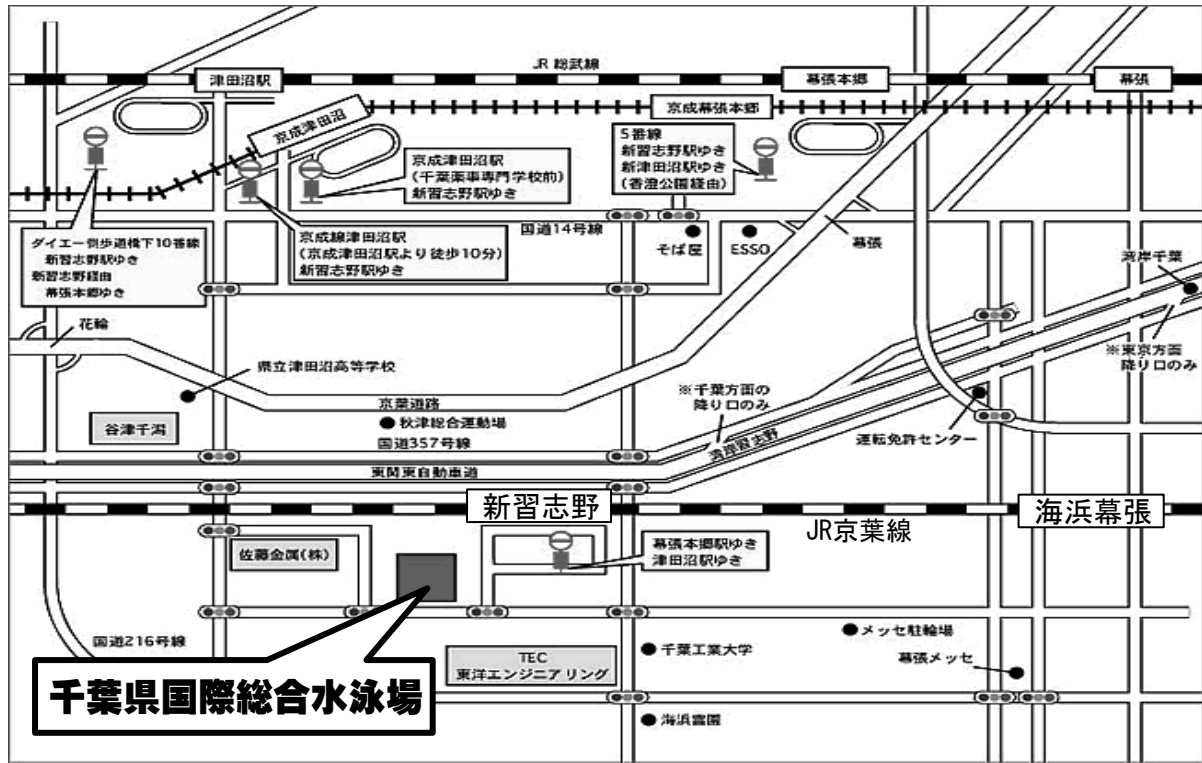 JR 総武線
津田沼駅
幕張本郷
幕張
京成幕張本郷
京成津田沼
5番線
新習志野駅ゆき
新津田沼駅ゆき
(香澄公園経由)
京成津田沼駅
(千葉薬事専門学校前)
新習志野駅ゆき
国道14号線
そば屋
ESSO
幕張
ダイエー側歩道橋下10番線
新習志野駅ゆき
新習志野経由
幕張本郷ゆき
京成線津田沼駅
(京成津田沼駅より徒歩10分)
新習志野駅ゆき
湾岸千葉
花輪
※東京方面
降り口のみ
県立津田沼高等学校
※千葉方面の
降り口のみ
京葉道路
秋津総合運動場
谷津干潟
国道357号線
湾岸習志野
運転免許センター
東関東自動車道
新習志野
海浜幕張
JR京葉線
佐藤金属(株)
幕張本郷駅ゆき
津田沼駅ゆき
国道216号線
メッセ駐輪場
千葉工業大学
幕張メッセ
TEC
東洋エンジニアリング
千葉県国際総合水泳場
海浜霊園